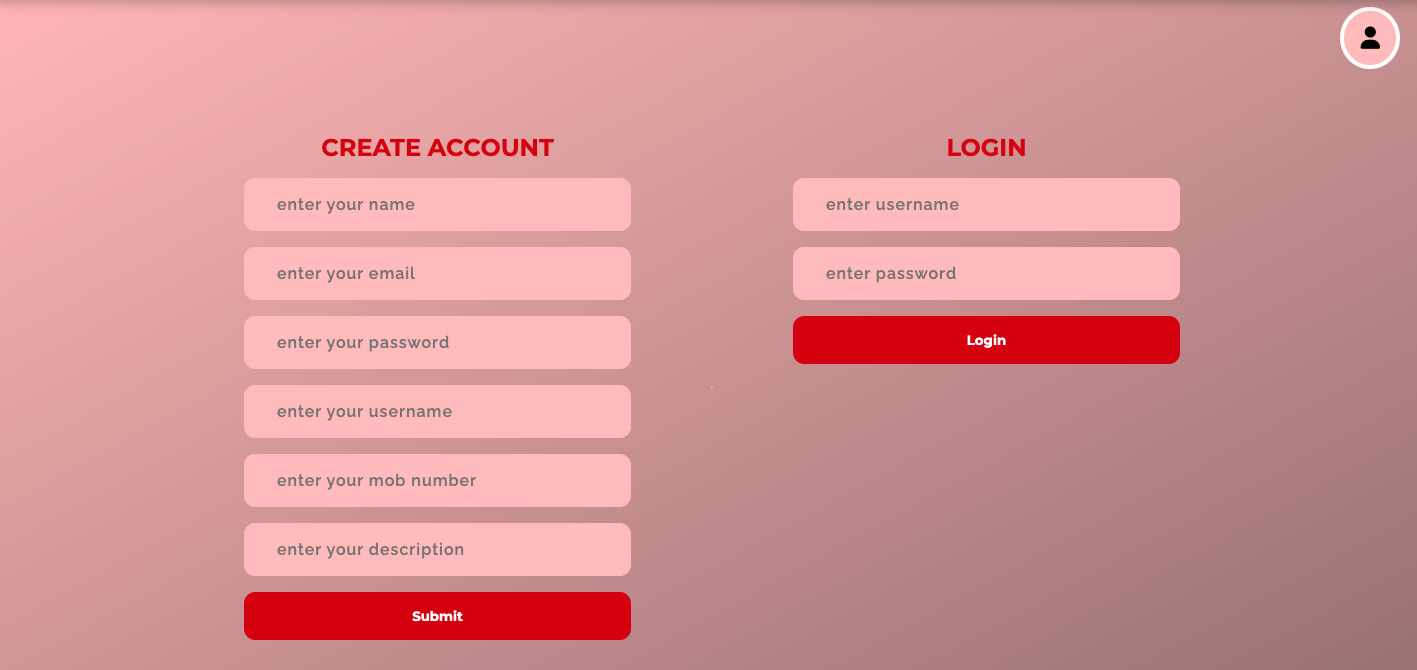 CREATE ACCOUNT
enter your name
enter your email
enter your password
enter your username
enter your mob number
enter your description
Submit
LOGIN
enter username
enter password
Login